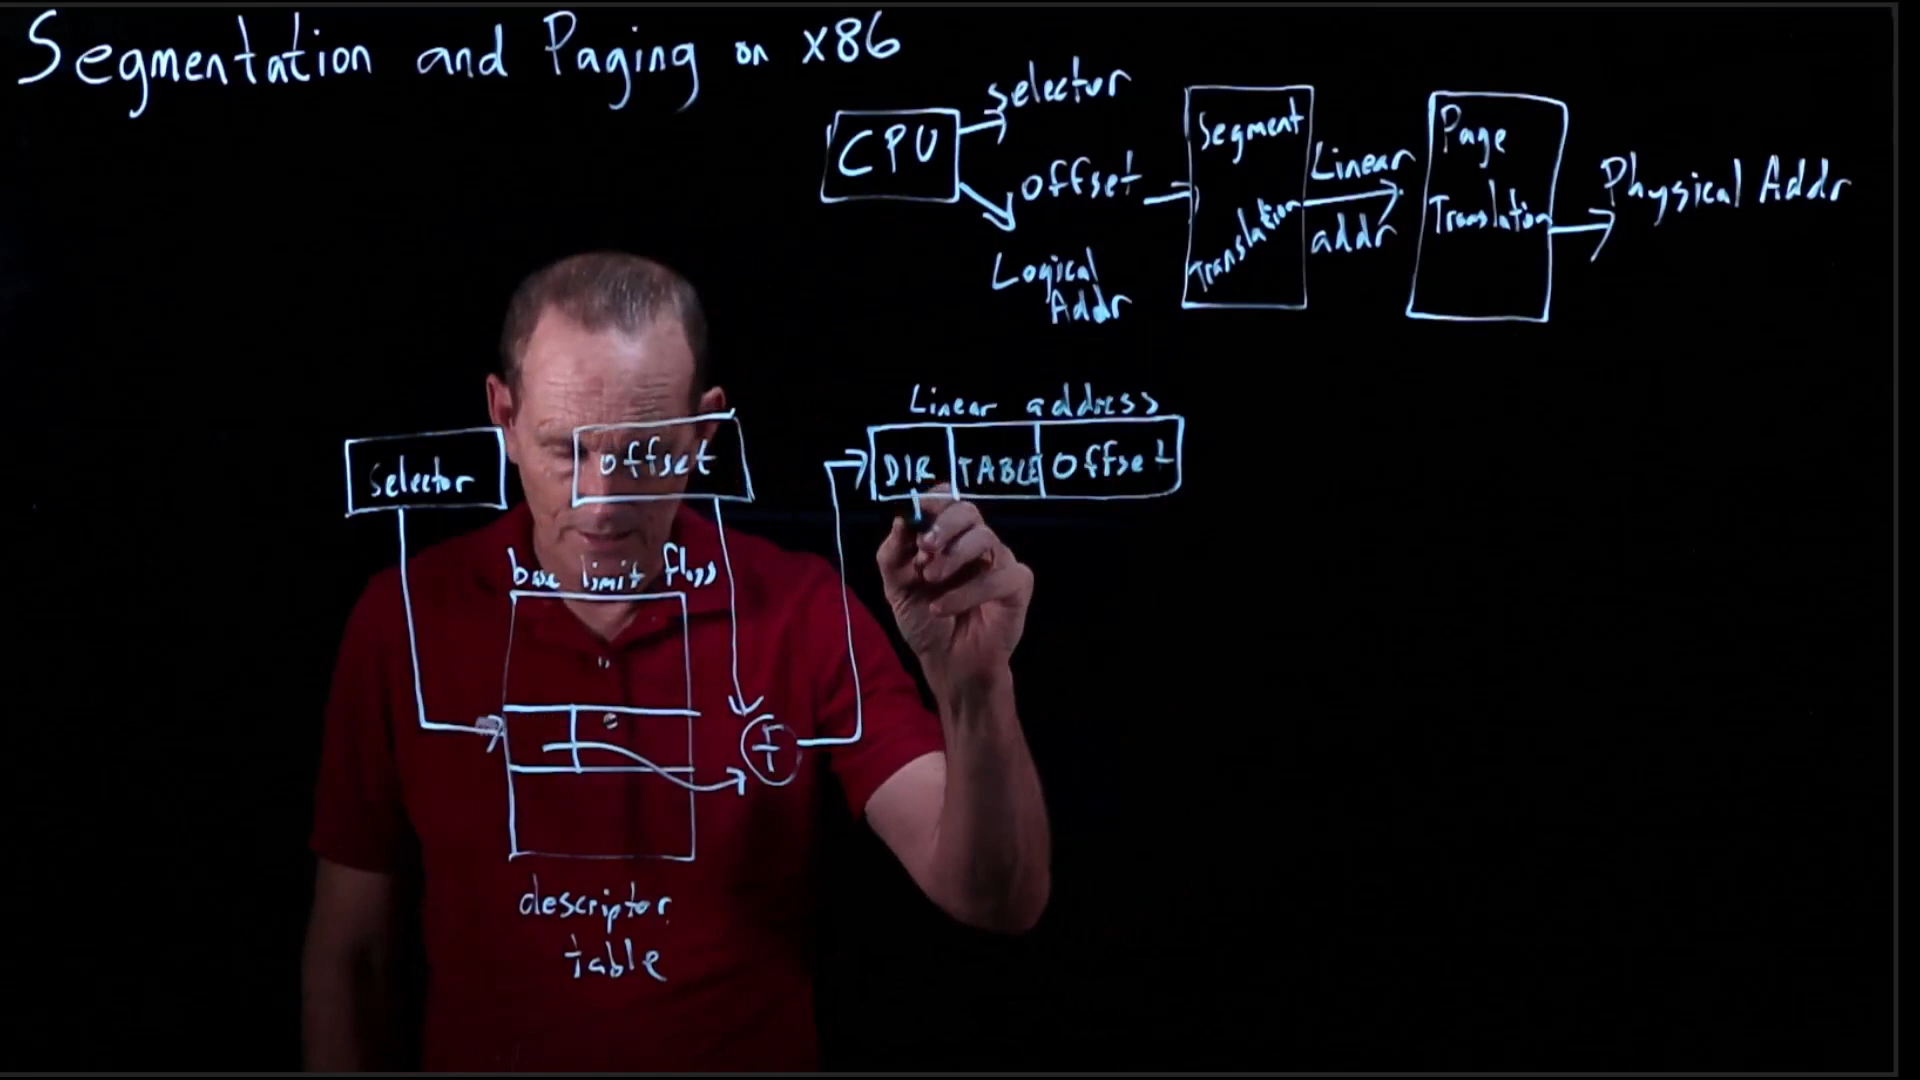 Segmentation and Paging on x86
CPU
selector
offset
Logical
Addr
Segment
Translation
Linear
addr
Page
Translation
Physical Addr
Linear address
selector
offset
DIR TABLE Offset
base limit flags
+
descriptor
table